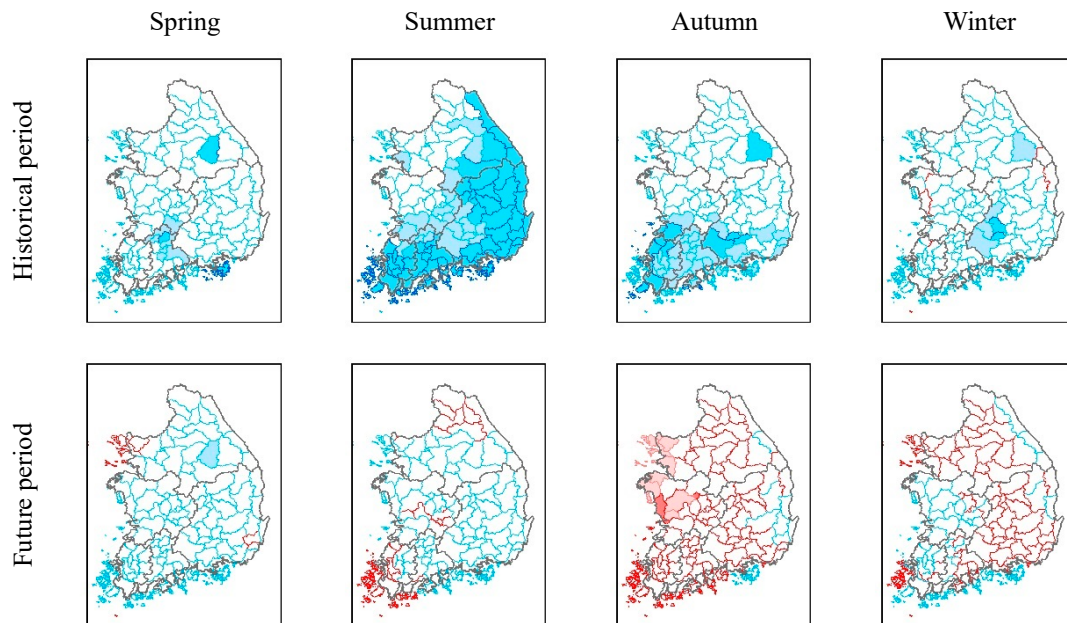 Spring
Summer
Autumn
Winter
Historical period
Future period